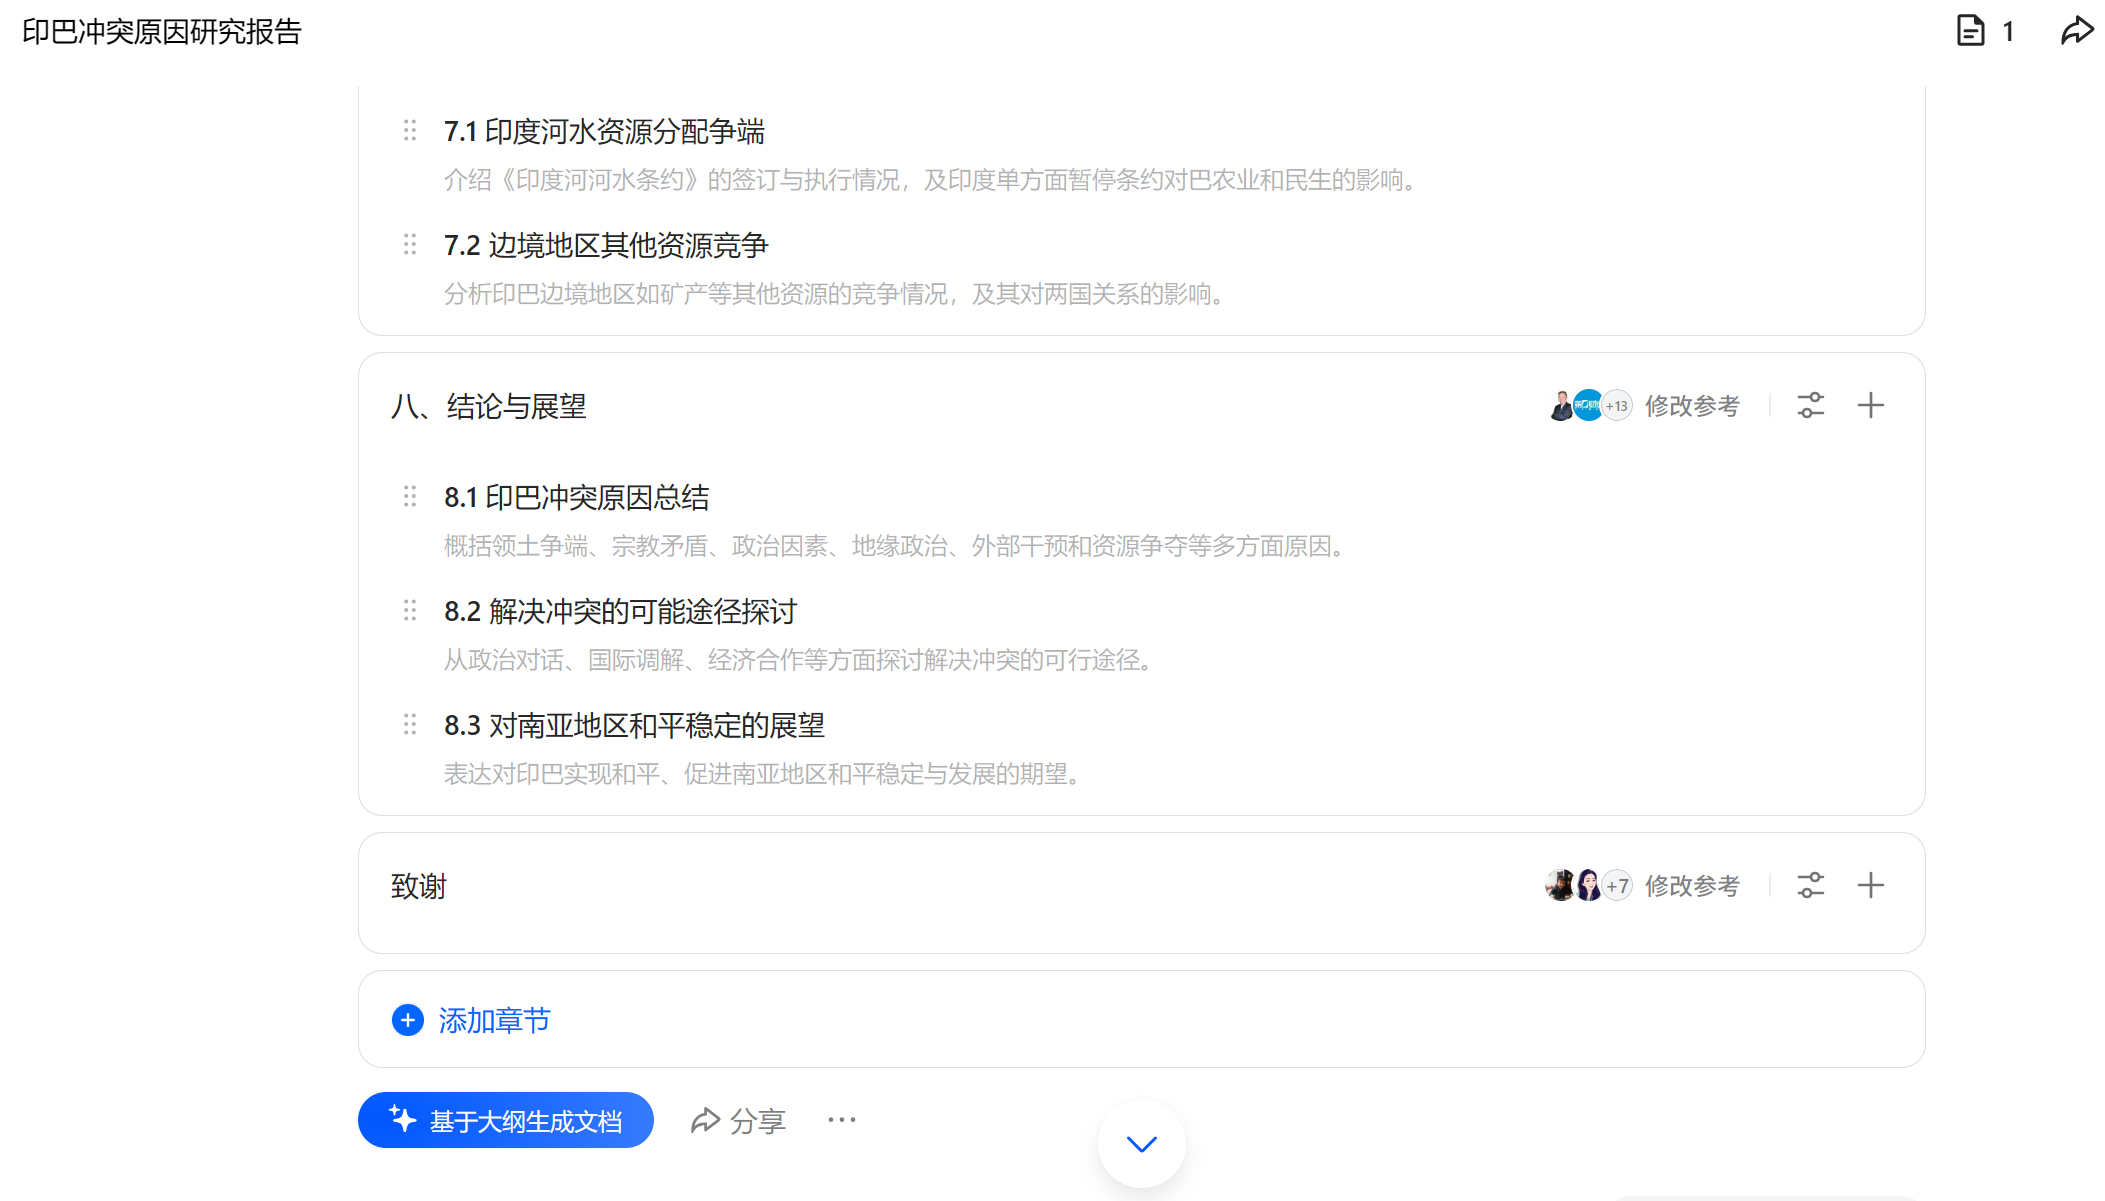 印巴冲突原因研究报告
1
7.1 印度河水资源分配争端
介绍《印度河河水条约》的签订与执行情况，及印度单方面暂停条约对巴农业和民生的影响。
7.2 边境地区其他资源竞争
分析印巴边境地区如矿产等其他资源的竞争情况，及其对两国关系的影响。
八、结论与展望
+13 修改参考
8.1 印巴冲突原因总结
概括领土争端、宗教矛盾、政治因素、地缘政治、外部干预和资源争夺等多方面原因。
8.2 解决冲突的可能途径探讨
从政治对话、国际调解、经济合作等方面探讨解决冲突的可行途径。
8.3 对南亚地区和平稳定的展望
表达对印巴实现和平、促进南亚地区和平稳定与发展的期望。
致谢
+7 修改参考
添加章节
基于大纲生成文档
分享